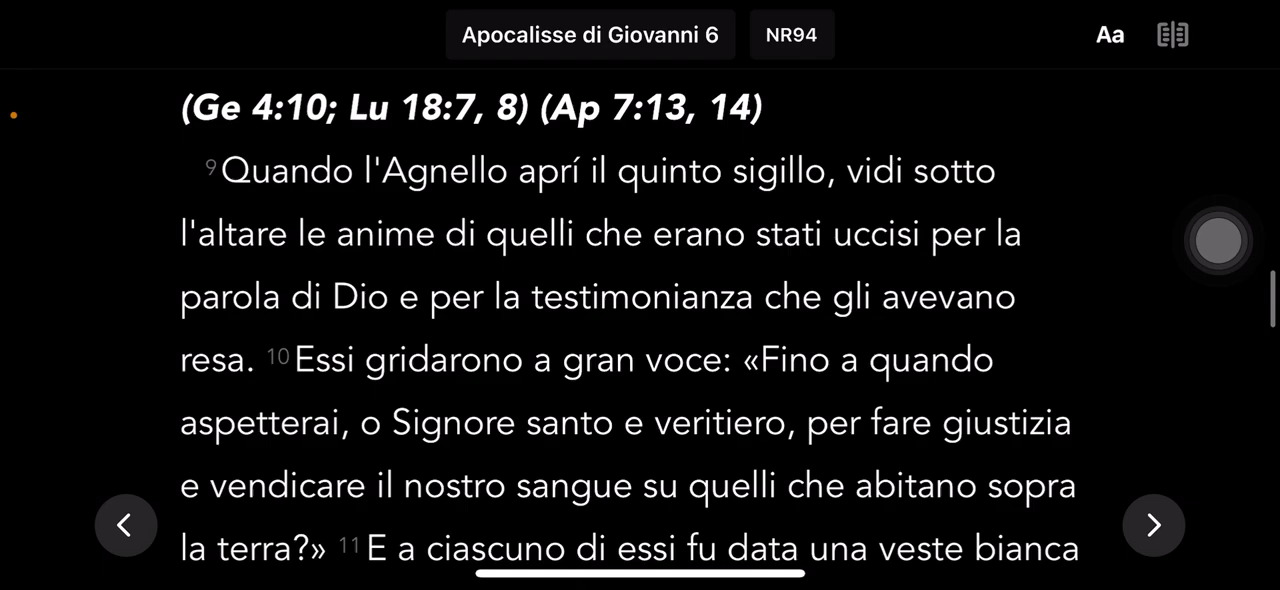 Apocalisse di Giovanni 6 NR94 Aa
(Ge 4:10; Lu 18:7, 8) (Ap 7:13, 14)
9 Quando l'Agnello aprí il quinto sigillo, vidi sotto
l'altare le anime di quelli che erano stati uccisi per la
parola di Dio e per la testimonianza che gli avevano
resa. 10 Essi gridarono a gran voce: «Fino a quando
aspetterai, o Signore santo e veritiero, per fare giustizia
e vendicare il nostro sangue su quelli che abitano sopra
la terra?» 11 E a ciascuno di essi fu data una veste bianca